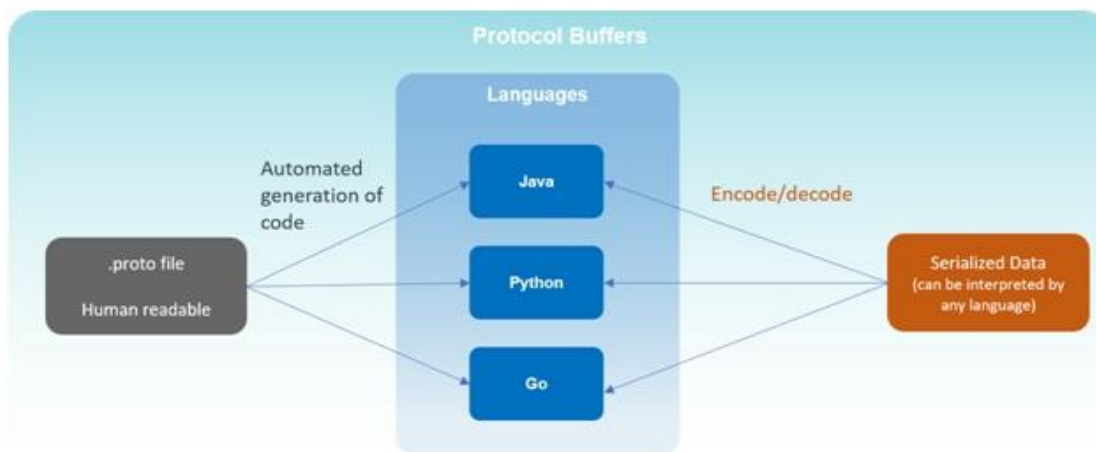 Protocol Buffers
Languages
Automated
generation of
code
Java
Encode/decode
.proto file
Human readable
Python
Serialized Data
(can be interpreted by
any language)
Go